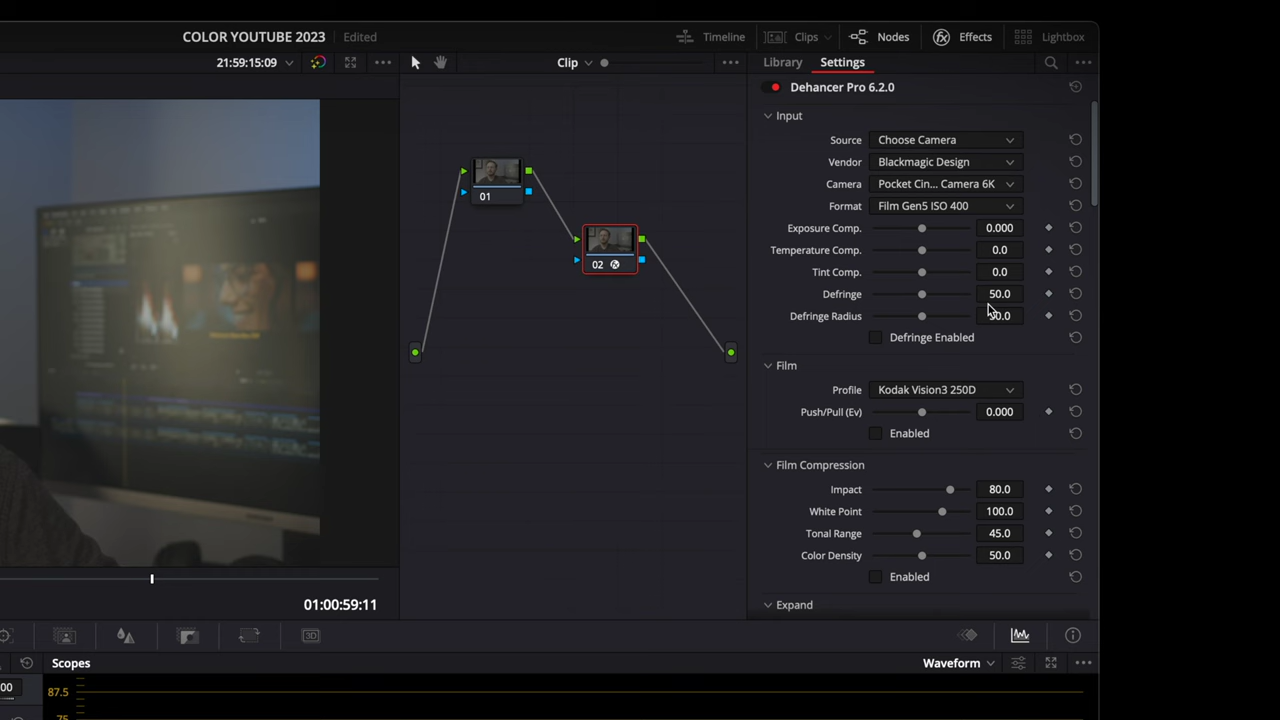 COLOR YOUTUBE 2023 Edited Timeline Clips Nodes Effects Lightbox
21:59:15:09 Clip Library Settings
Dehancer Pro 6.2.0
Input
Source Choose Camera
Vendor Blackmagic Design
Camera Pocket Cin... Camera 6K
Format Film Gen5 ISO 400
Exposure Comp. 0.000
Temperature Comp. 0.0
Tint Comp. 0.0
Defringe 50.0
Defringe Radius 50.0
Defringe Enabled
Film
Profile Kodak Vision3 250D
Push/Pull (Ev) 0.000
Enabled
Film Compression
Impact 80.0
White Point 100.0
Tonal Range 45.0
Color Density 50.0
Enabled
Expand
01
02
01:00:59:11
3D
Scopes Waveform
00
87.5
75